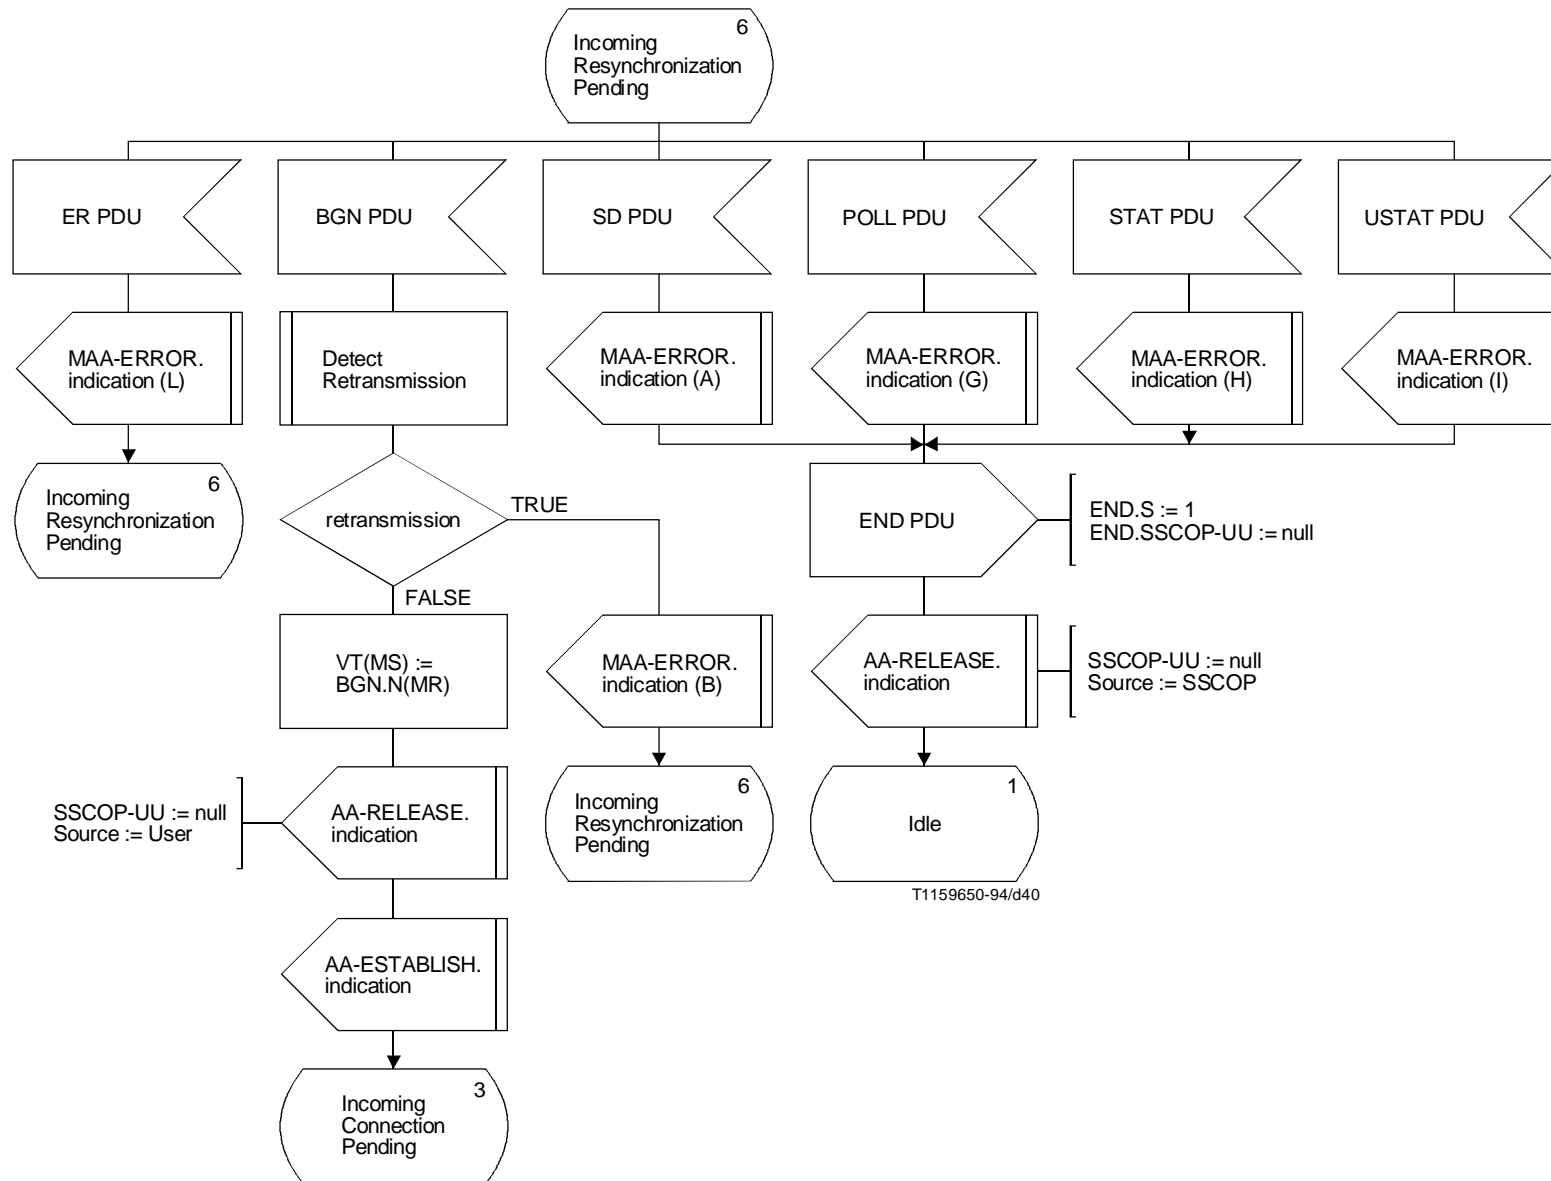 6
Incoming
Resynchronization
Pending
ER PDU
BGN PDU
SD PDU
POLL PDU
STAT PDU
USTAT PDU
MAA-ERROR.
indication (L)
Detect
Retransmission
MAA-ERROR.
indication (A)
MAA-ERROR.
indication (G)
MAA-ERROR.
indication (H)
MAA-ERROR.
indication (I)
6
Incoming
Resynchronization
Pending
retransmission
TRUE
FALSE
END PDU
END.S := 1
END.SSCOP-UU := null
VT(MS) :=
BGN.N(MR)
MAA-ERROR.
indication (B)
AA-RELEASE.
indication
SSCOP-UU := null
Source := SSCOP
SSCOP-UU := null
Source := User
AA-RELEASE.
indication
6
Incoming
Resynchronization
Pending
1
Idle
T1159650-94/d40
AA-ESTABLISH.
indication
3
Incoming
Connection
Pending